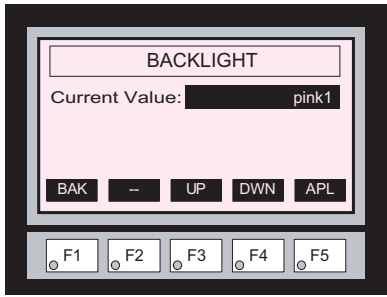 BACKLIGHT
Current Value: pink1
BAK -- UP DWN APL
F1 F2 F3 F4 F5